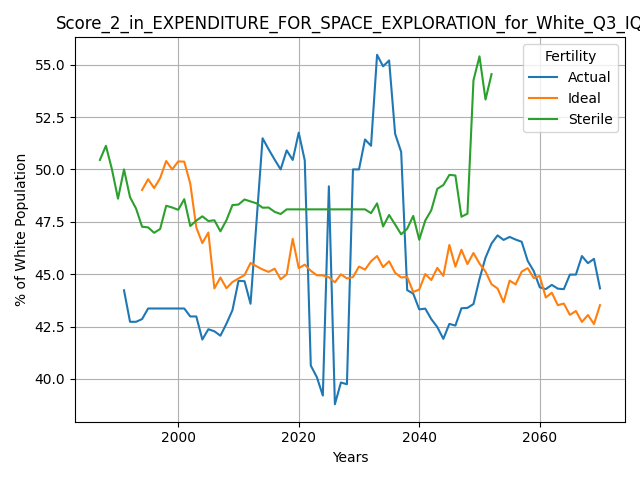 Score_2_in_EXPENDITURE_FOR_SPACE_EXPLORATION_for_White_Q3_IQ
Fertility
Actual
Ideal
Sterile
55.0
52.5
50.0
47.5
45.0
42.5
40.0
% of White Population
2000 2020 2040 2060
Years